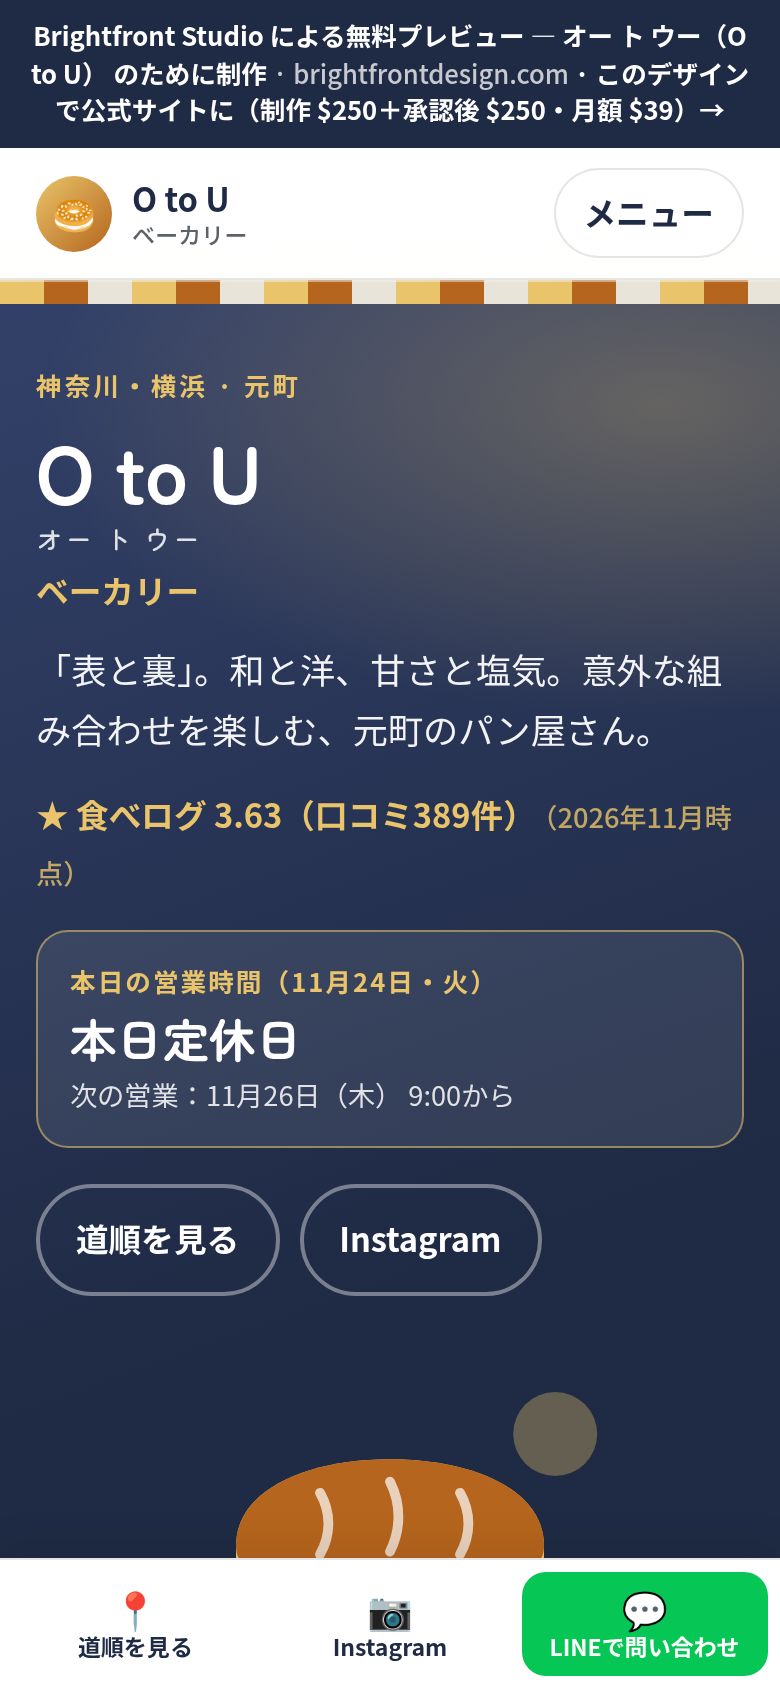 Brightfront Studio による無料プレビュー — オー ト ウー（O
to U） のために制作 · brightfrontdesign.com · このデザイン
で公式サイトに（制作 $250＋承認後 $250・月額 $39）→
O to U
ベーカリー
メニュー
神奈川・横浜 · 元町
O to U
オー ト ウー
ベーカリー
「表と裏」。和と洋、甘さと塩気。意外な組
み合わせを楽しむ、元町のパン屋さん。
★ 食べログ 3.63（口コミ389件）（2026年11月時
点）
本日の営業時間（11月24日・火）
本日定休日
次の営業：11月26日（木） 9:00から
道順を見る
Instagram
道順を見る
Instagram
LINEで問い合わせ